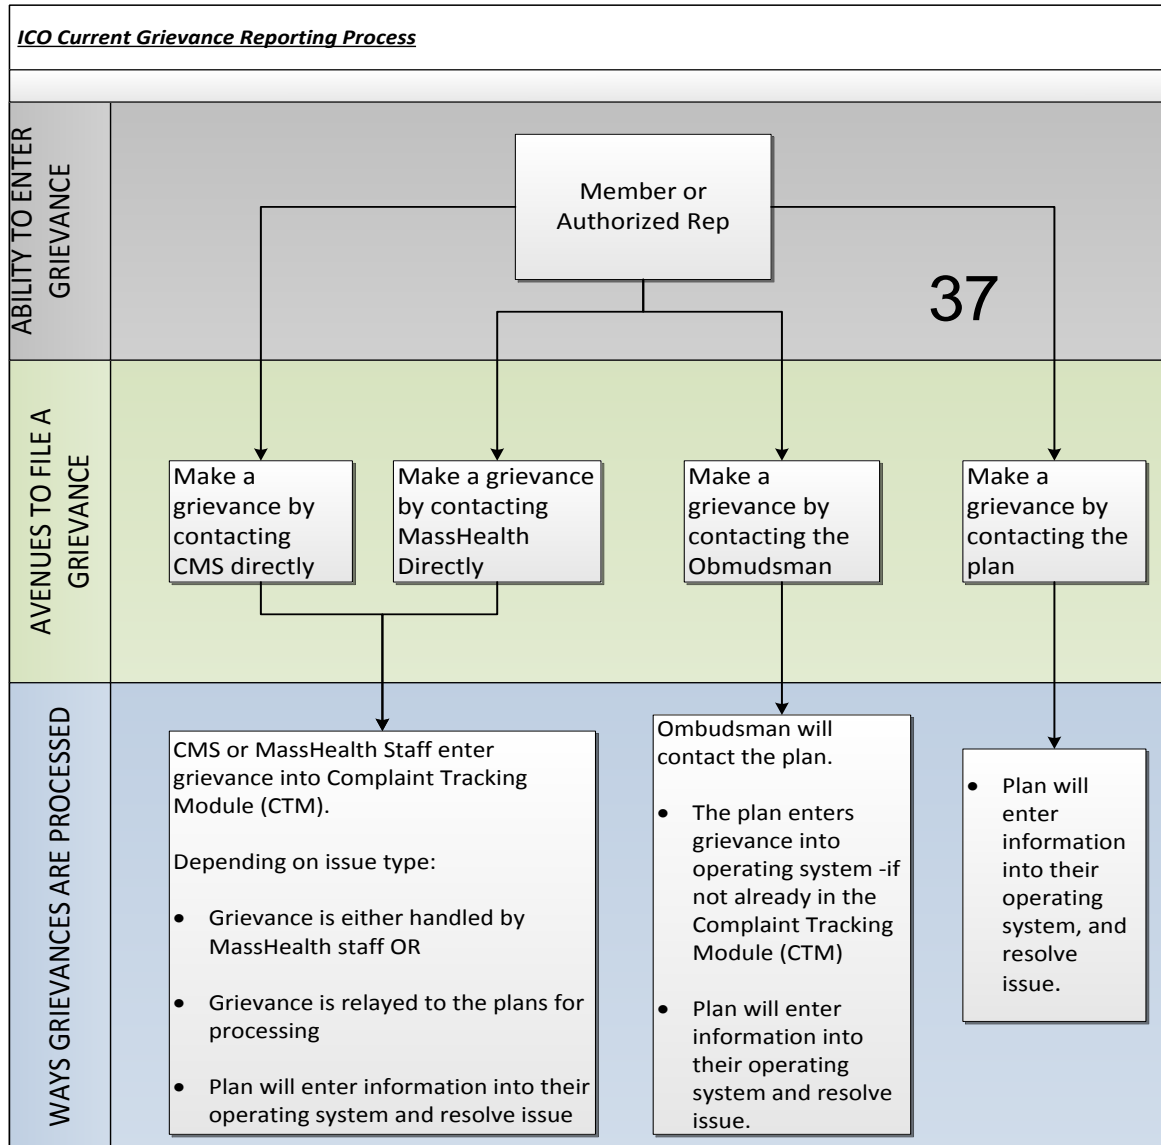 ICO Current Grievance Reporting Process
ABILITY TO ENTER
GRIEVANCE
Member or
Authorized Rep
37
AVENUES TO FILE A
GRIEVANCE
Make a
grievance by
contacting
CMS directly
Make a grievance
by contacting
MassHealth
Directly
Make a
grievance by
contacting the
Obmudsman
Make a
grievance by
contacting the
plan
WAYS GRIEVANCES ARE PROCESSED
CMS or MassHealth Staff enter
grievance into Complaint Tracking
Module (CTM).
Depending on issue type:
• Grievance is either handled by
MassHealth staff OR
• Grievance is relayed to the plans for
processing
• Plan will enter information into their
operating system and resolve issue
Ombudsman will
contact the plan.
• The plan enters
grievance into
operating system -if
not already in the
Complaint Tracking
Module (CTM)
• Plan will enter
information into
their operating
system and resolve
issue.
• Plan will
enter
information
into their
operating
system, and
resolve
issue.